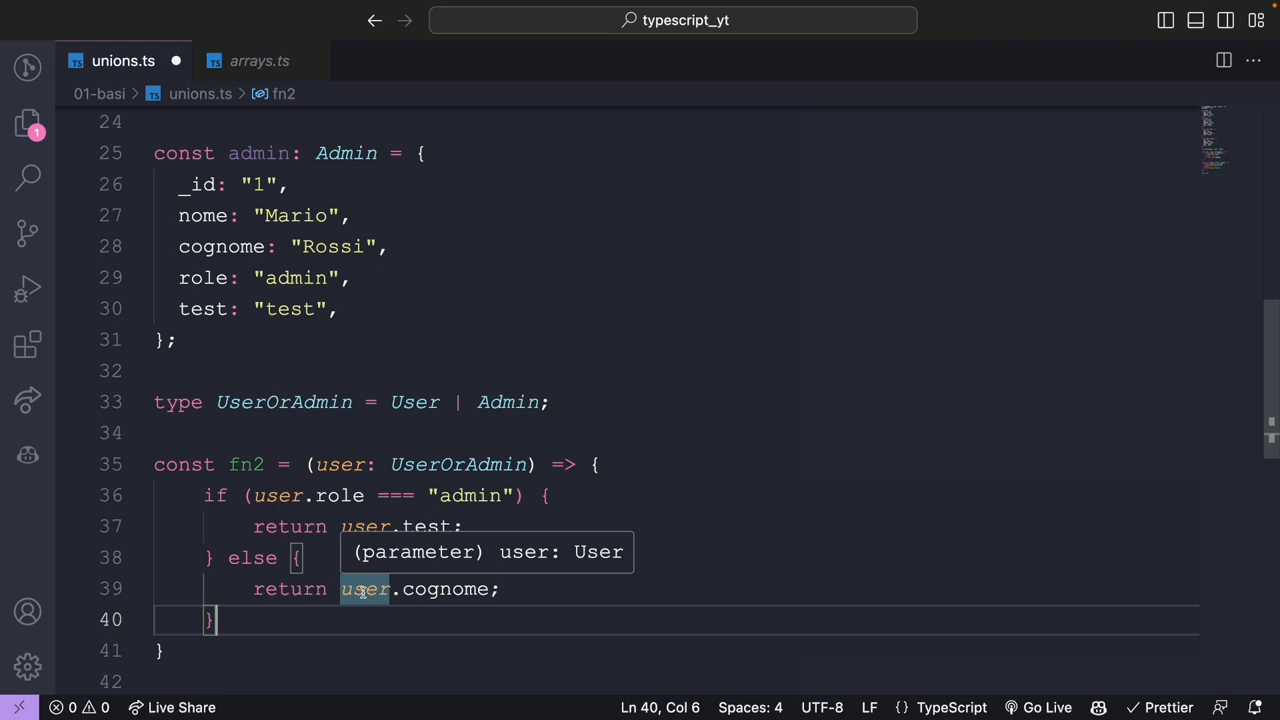 typescript_yt
TS unions.ts
TS arrays.ts
01-basi > TS unions.ts > fn2
1
24
25 const admin: Admin = {
26 _id: "1",
27 nome: "Mario",
28 cognome: "Rossi",
29 role: "admin",
30 test: "test",
31 };
32
33 type UserOrAdmin = User | Admin;
34
35 const fn2 = (user: UserOrAdmin) => {
36 if (user.role === "admin") {
37 return user.test;
38 } else {
(parameter) user: User
39 return user.cognome;
40 }
41 }
42
0 0 Live Share Ln 40, Col 6 Spaces: 4 UTF-8 LF { } TypeScript Go Live Prettier